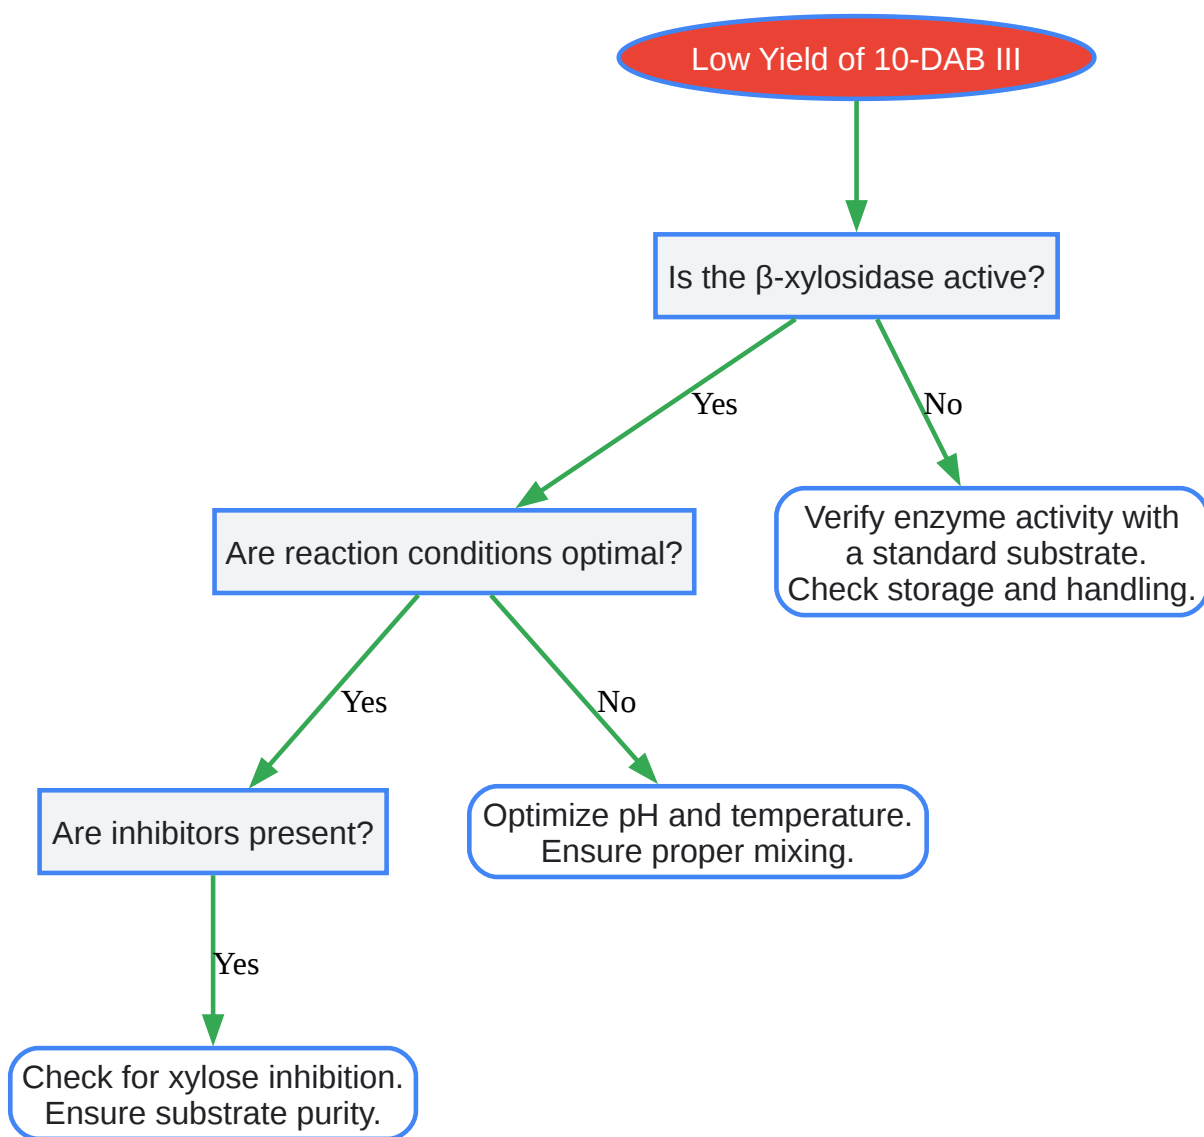 Low Yield of 10-DAB III
Is the β-xylosidase active?
Yes
No
Verify enzyme activity with
a standard substrate.
Check storage and handling.
Are reaction conditions optimal?
Yes
No
Optimize pH and temperature.
Ensure proper mixing.
Are inhibitors present?
Yes
Check for xylose inhibition.
Ensure substrate purity.